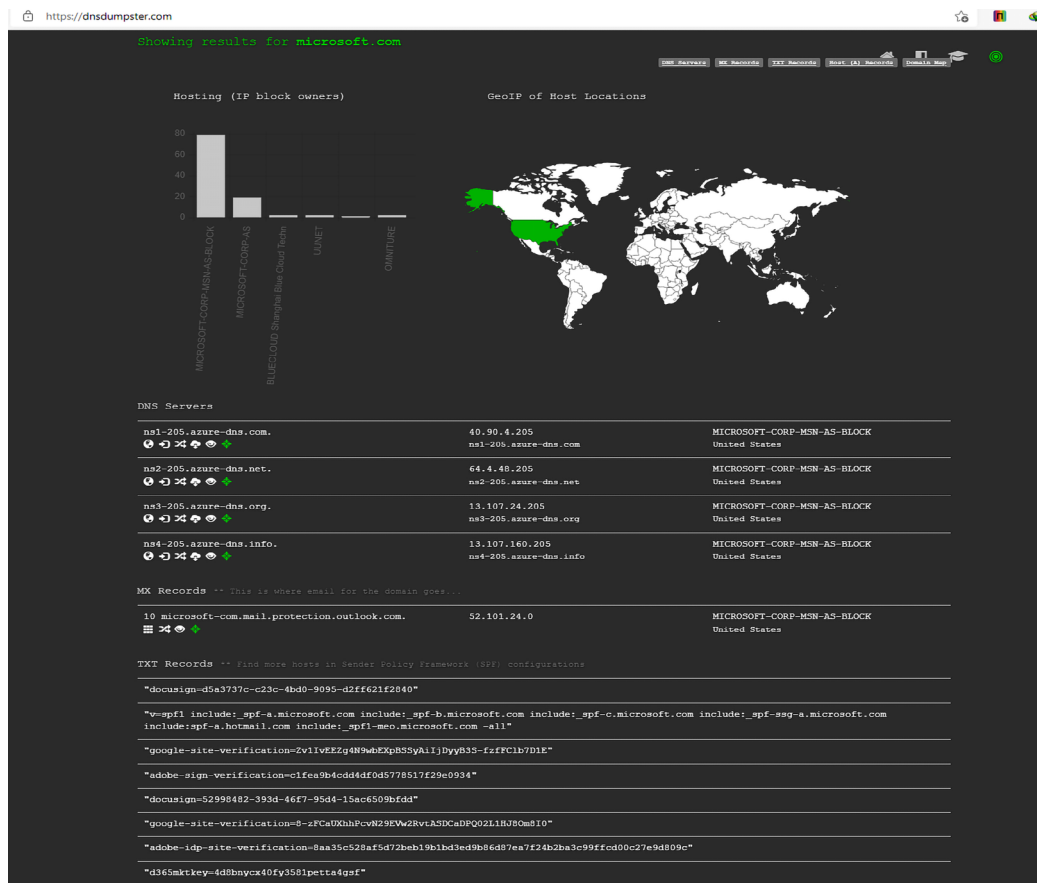 https://dnsdumpster.com
Showing results for microsoft.com
DNS Servers MX Records TXT Records Host (A) Records Domain Map
Hosting (IP block owners)
GeoIP of Host Locations
80
60
40
20
0
MICROSOFT-CORP-MSN-AS-BLOCK
MICROSOFT-CORP-AS
BLUECLOUD Shanghai Blue Cloud Techn
UUNET
OMNITURE
DNS Servers
ns1-205.azure-dns.com. 40.90.4.205 MICROSOFT-CORP-MSN-AS-BLOCK
ns1-205.azure-dns.com United States
ns2-205.azure-dns.net. 64.4.48.205 MICROSOFT-CORP-MSN-AS-BLOCK
ns2-205.azure-dns.net United States
ns3-205.azure-dns.org. 13.107.24.205 MICROSOFT-CORP-MSN-AS-BLOCK
ns3-205.azure-dns.org United States
ns4-205.azure-dns.info. 13.107.160.205 MICROSOFT-CORP-MSN-AS-BLOCK
ns4-205.azure-dns.info United States
MX Records ** This is where email for the domain goes...
10 microsoft-com.mail.protection.outlook.com. 52.101.24.0 MICROSOFT-CORP-MSN-AS-BLOCK
United States
TXT Records ** Find more hosts in Sender Policy Framework (SPF) configurations
"docusign=d5a3737c-c23c-4bd0-9095-d2ff621f2840"
"v=spf1 include:_spf-a.microsoft.com include:_spf-b.microsoft.com include:_spf-c.microsoft.com include:_spf-ssg-a.microsoft.com
include:spf-a.hotmail.com include:_spf1-meo.microsoft.com -all"
"google-site-verification=Zv1IvEEZg4N9wbEXpBSSyAiIjDyyB3S-fzfFClb7D1E"
"adobe-sign-verification=c1fea9b4cdd4df0d5778517f29e0934"
"docusign=52998482-393d-46f7-95d4-15ac6509bfdd"
"google-site-verification=8-zFCaUXhhPcvN29EVw2RvtASDCaDPQ02L1HJ8Om8I0"
"adobe-idp-site-verification=8aa35c528af5d72beb19b1bd3ed9b86d87ea7f24b2ba3c99ffcd00c27e9d809c"
"d365mktkey=4d8bnycx40fy3581petta4gsf"